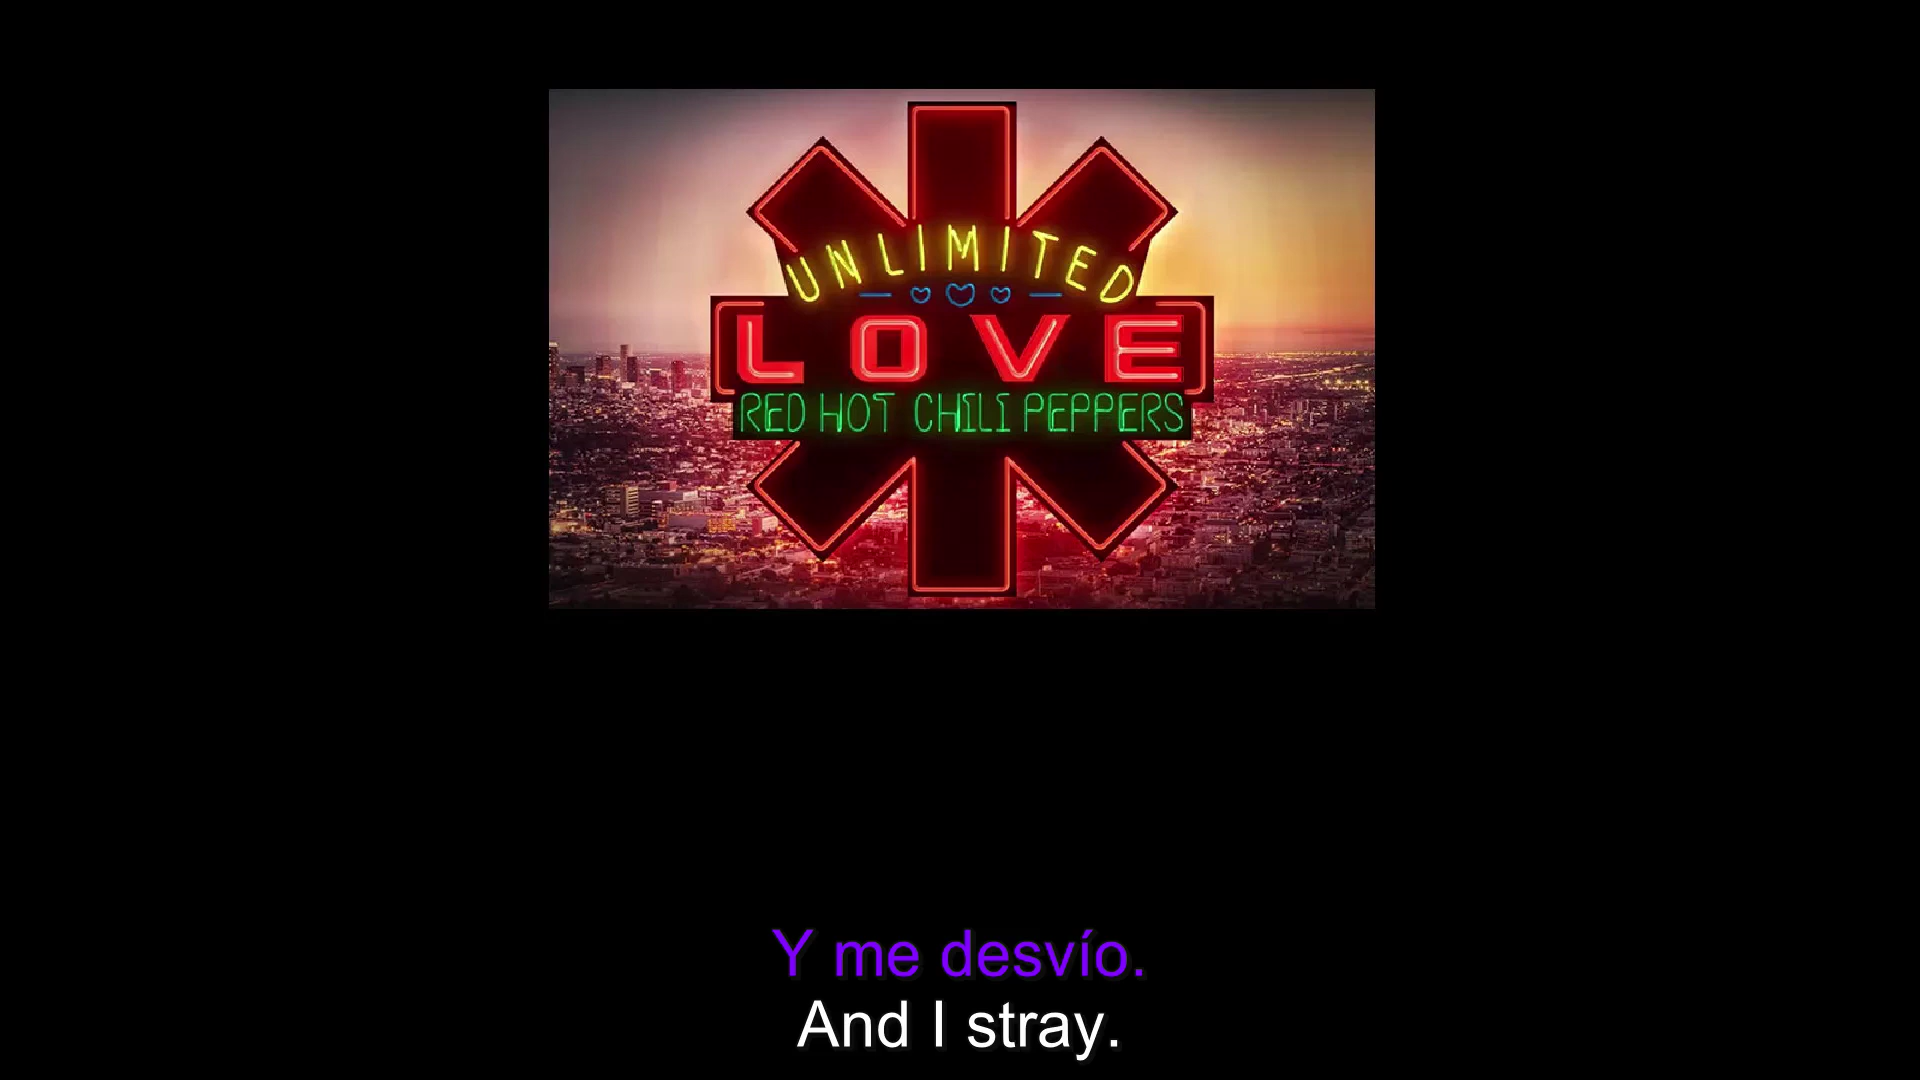 UNLIMITED
LOVE
RED HOT CHILI PEPPERS
Y me desvío.
And I stray.